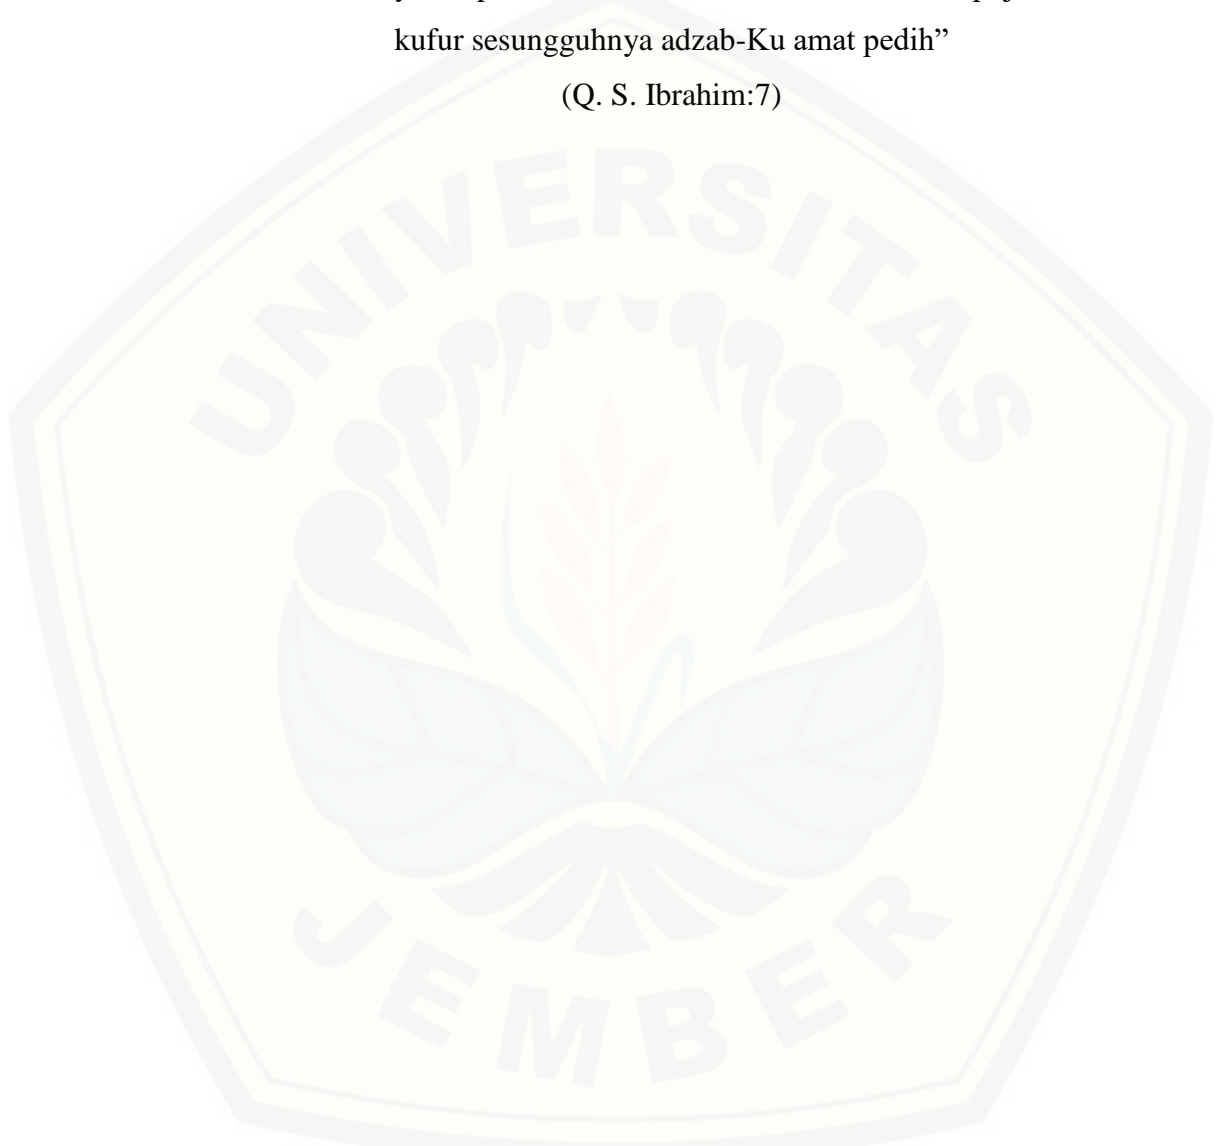 kufur sesungguhnya adzab-Ku amat pedih”
(Q. S. Ibrahim:7)
UNIVERSITAS
JEMBER